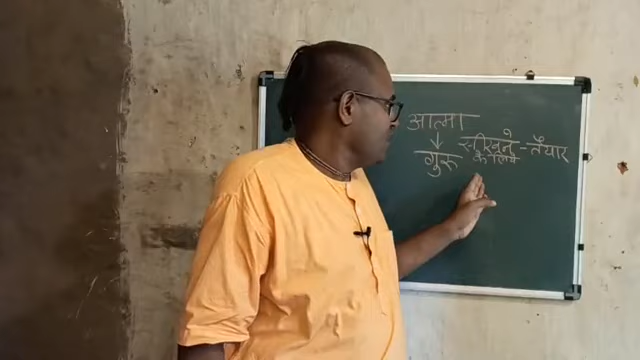 आत्मा
↓
गुरू सीखने - तैयार
के लिये